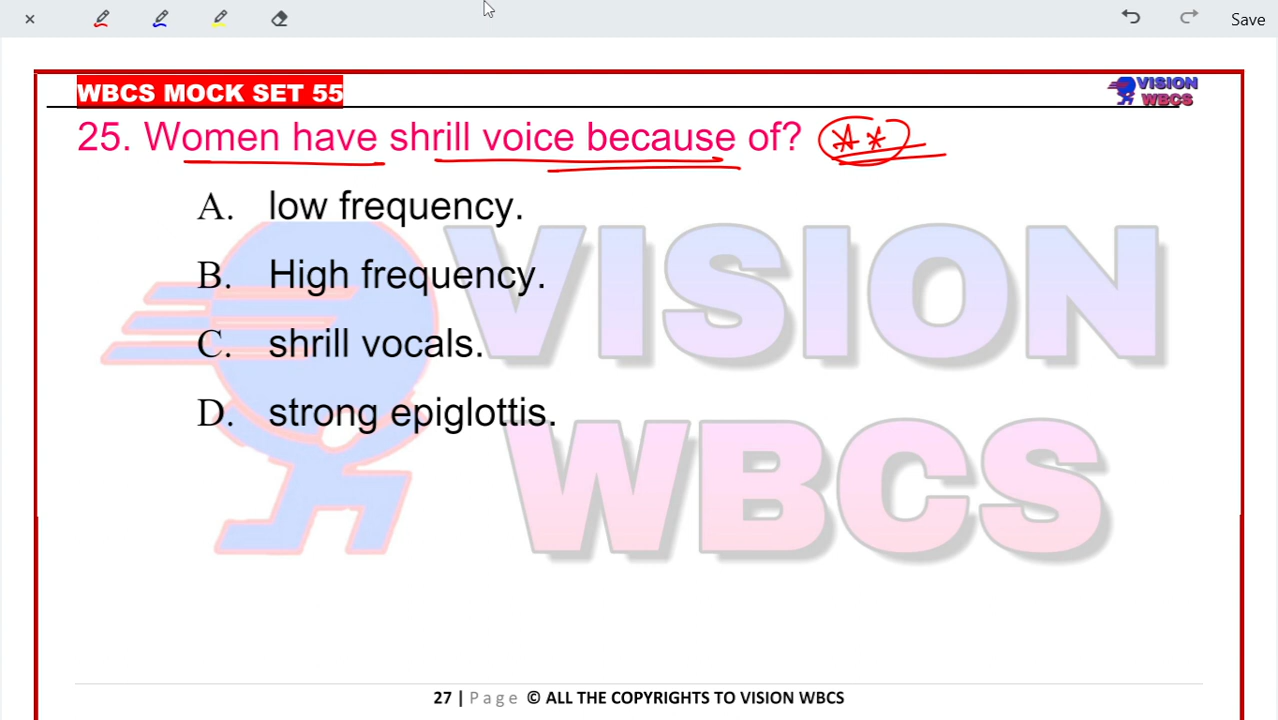 Save
WBCS MOCK SET 55
VISION
WBCS
25. Women have shrill voice because of?
A. low frequency.
B. High frequency.
C. shrill vocals.
D. strong epiglottis.
VISION
WBCS
27 | Page © ALL THE COPYRIGHTS TO VISION WBCS